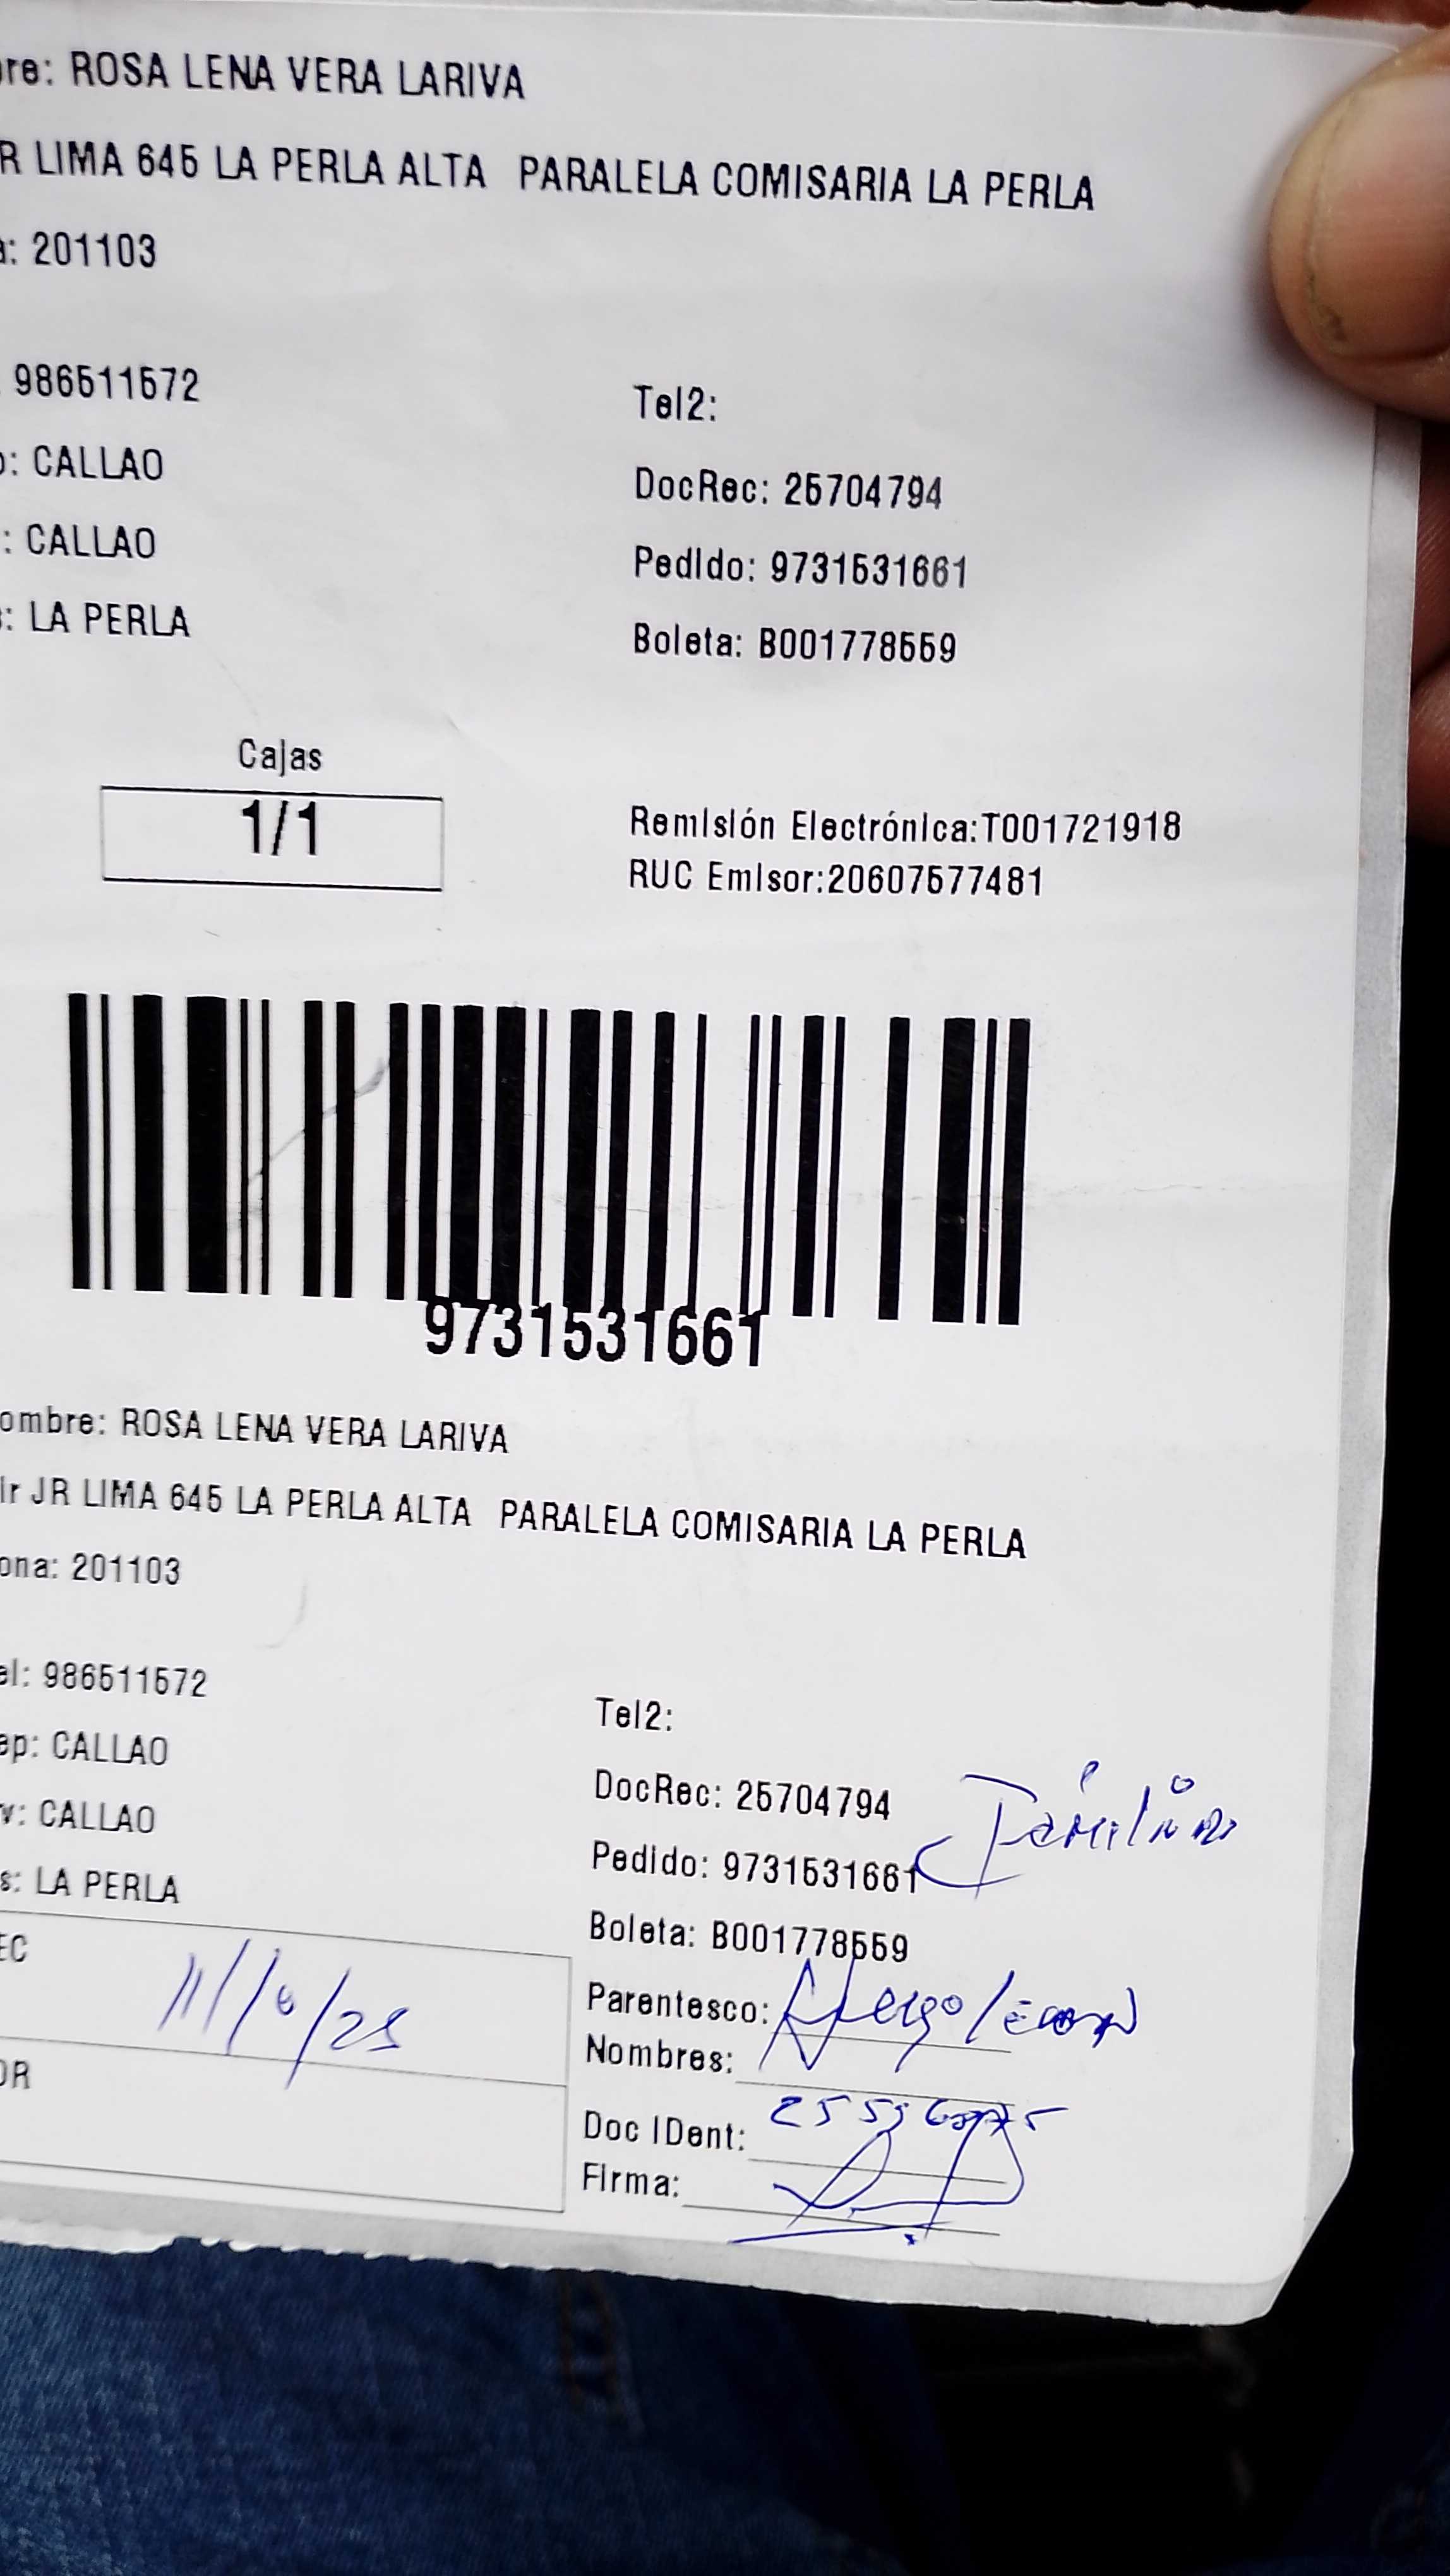 re: ROSA LENA VERA LARIVA
R LIMA 645 LA PERLA ALTA PARALELA COMISARIA LA PERLA
a: 201103
986511572
Tel2:
o: CALLAO
DocRec: 25704794
: CALLAO
Pedido: 9731531661
s: LA PERLA
Boleta: B001778559
Cajas
1/1
Remisión Electrónica:T001721918
RUC Emisor:20607577481
9731531661
ombre: ROSA LENA VERA LARIVA
ir JR LIMA 645 LA PERLA ALTA PARALELA COMISARIA LA PERLA
ona: 201103
el: 986511572
Tel2:
ep: CALLAO
DocRec: 25704794
v: CALLAO
Pedido: 9731531661
s: LA PERLA
Boleta: B001778559
EC
11/10/25
Parentesco:
Nombres:
OR
Doc IDent:
Firma: